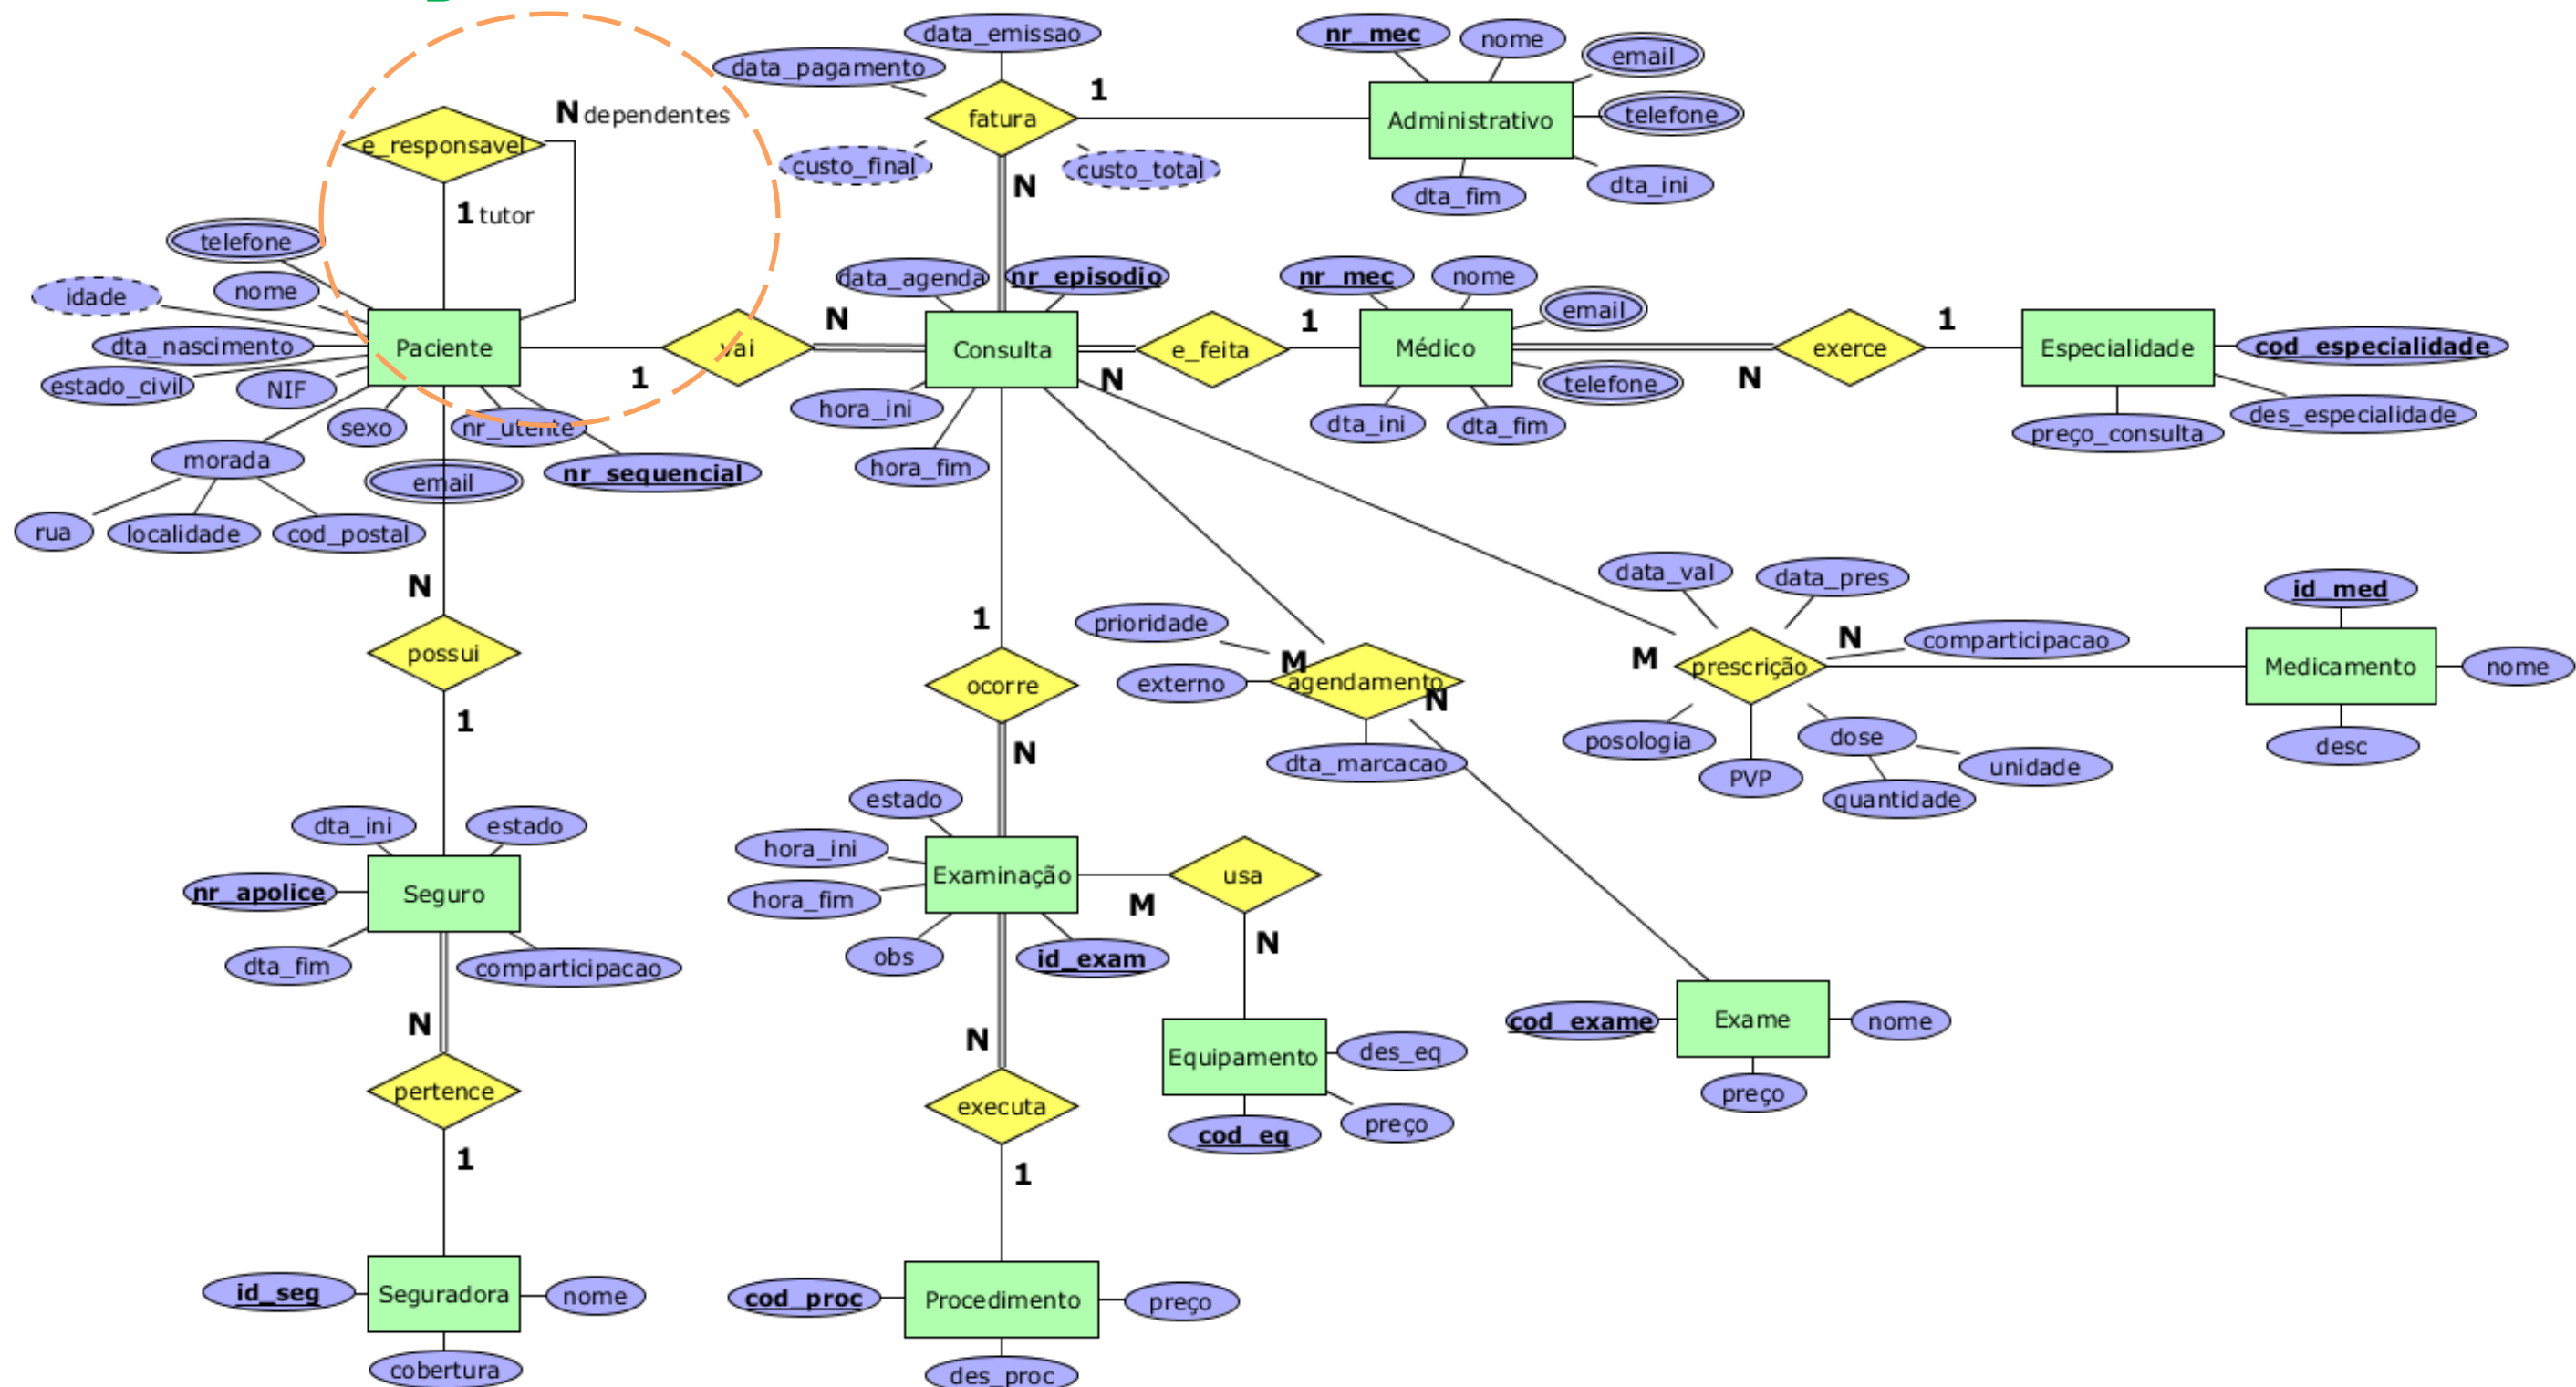 data_emissao
nr_mec
nome
email
data_pagamento
1
N dependentes
fatura
Administrativo
telefone
e_responsavel
custo_final
custo_total
N
dta_fim
dta_ini
1 tutor
telefone
idade
nome
data_agenda
nr_episodio
nr_mec
nome
email
dta_nascimento
Paciente
vai
N
Consulta
e_feita
1
Médico
exerce
1
Especialidade
cod_especialidade
estado_civil
NIF
1
N
telefone
N
hora_ini
sexo
nr_utente
dta_ini
dta_fim
preço_consulta
des_especialidade
morada
email
nr_sequencial
hora_fim
rua
localidade
cod_postal
N
data_val
data_pres
id_med
1
prioridade
comparticipacao
possui
M
M
N
prescrição
Medicamento
nome
ocorre
externo
agendamento
N
1
N
dta_marcacao
posologia
PVP
dose
unidade
quantidade
desc
estado
dta_ini
estado
hora_ini
nr_apolice
Seguro
hora_fim
Examinação
M
usa
N
dta_fim
comparticipacao
obs
id_exam
N
N
Equipamento
des_eq
cod_exame
Exame
nome
pertence
executa
cod_eq
preço
preço
1
1
id_seg
Seguradora
nome
cod_proc
Procedimento
preço
cobertura
des_proc